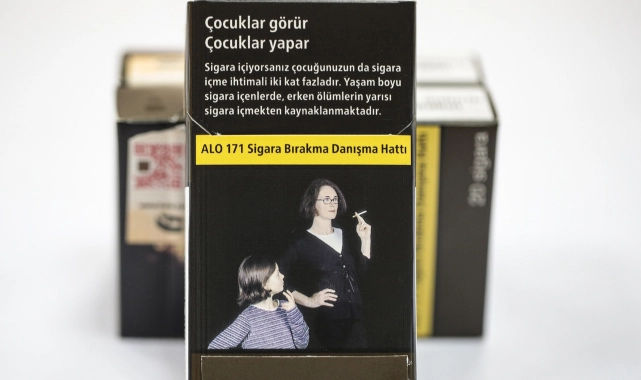 Çocuklar görür
Çocuklar yapar
Sigara içiyorsanız çocuğunuzun da sigara
içme ihtimali iki kat fazladır. Yaşam boyu
sigara içenlerde, erken ölümlerin yarısı
sigara içmekten kaynaklanmaktadır.
ALO 171 Sigara Bırakma Danışma Hattı
20 sigara